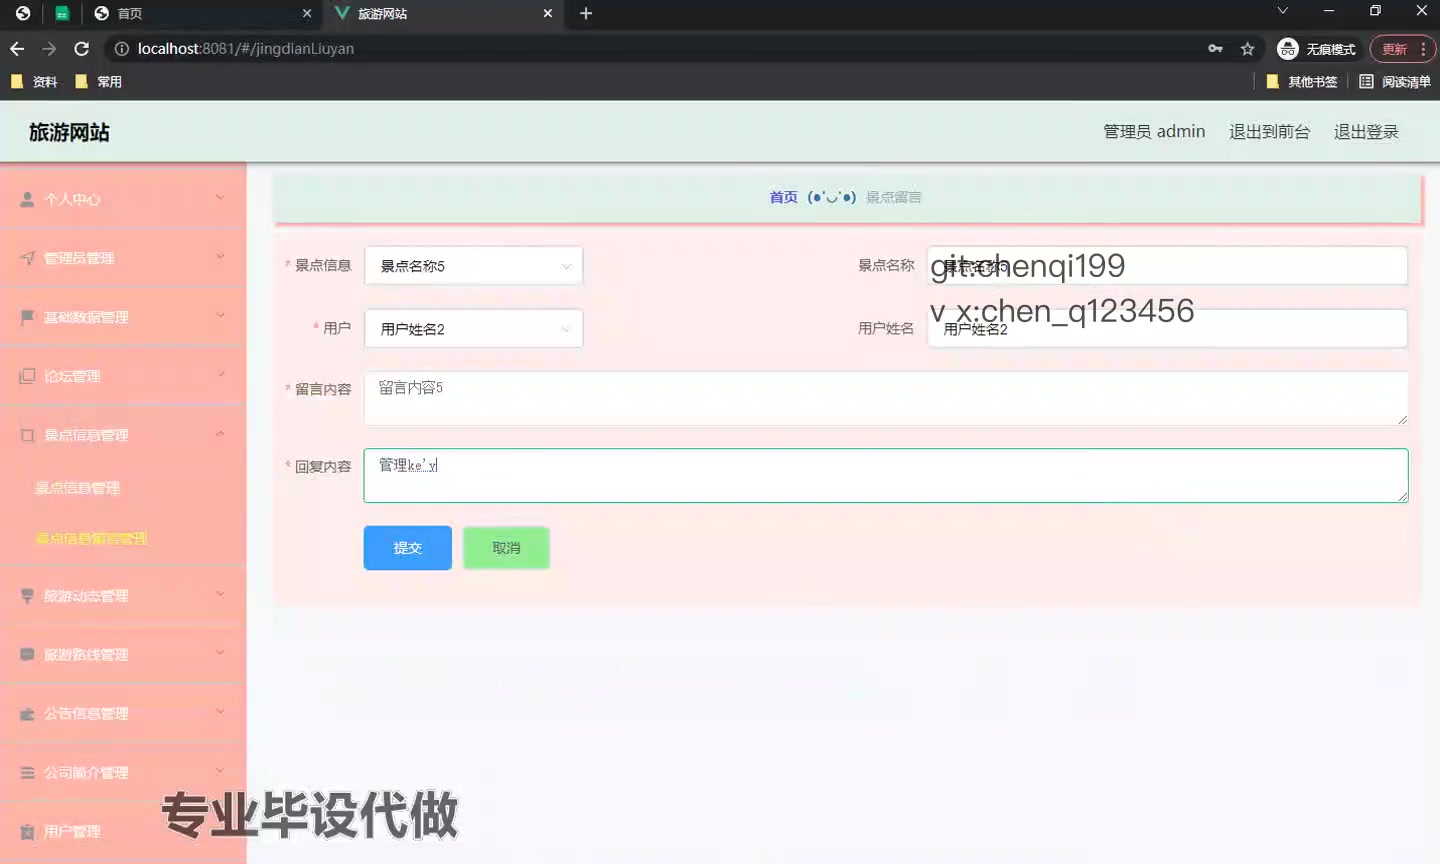 首页
旅游网站
localhost:8081/#/jingdianLiuyan
无痕模式
更新
资料
常用
其他书签
阅读清单
旅游网站
管理员 admin
退出到前台
退出登录
个人中心
管理员管理
基础数据管理
论坛管理
景点信息管理
景点信息管理
景点信息留言管理
旅游动态管理
旅游路线管理
公告信息管理
公司简介管理
用户管理
首页 (●'◡'●) 景点留言
* 景点信息
景点名称5
景点名称
景点名称5
git:chenqi199
* 用户
用户姓名2
用户姓名
用户姓名2
v_x:chen_q123456
* 留言内容
留言内容5
* 回复内容
管理ke'y
提交
取消
专业毕设代做